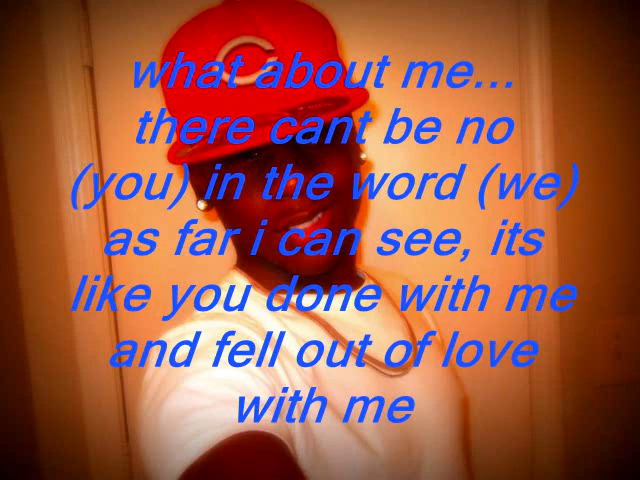 C
what about me...
there cant be no
(you) in the word (we)
as far i can see, its
like you done with me
and fell out of love
with me